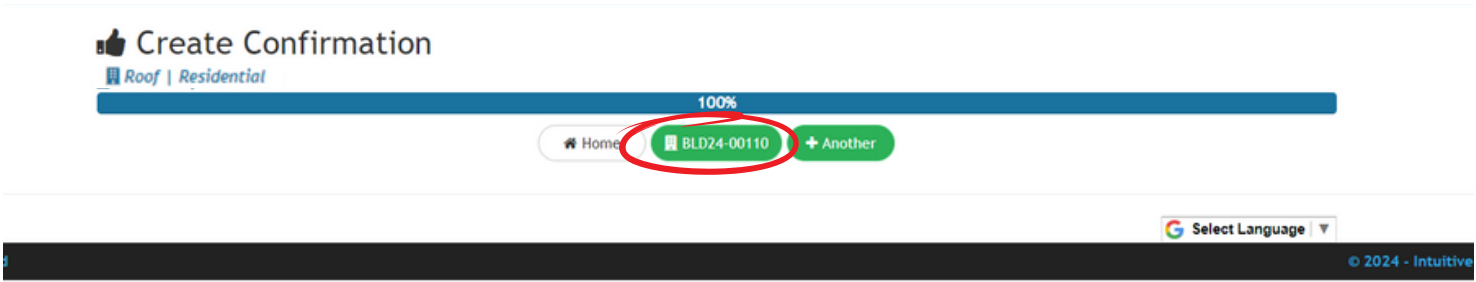 Create Confirmation
Roof | Residential
100%
Home BLD24-00110 + Another
Select Language ▼
d © 2024 - Intuitive